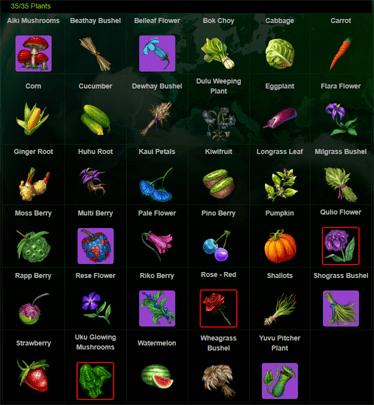 35/35 Plants
Aiki Mushrooms Beathay Bushel Belleaf Flower Bok Choy Cabbage Carrot
Corn Cucumber Dewhay Bushel Dulu Weeping Plant Eggplant Flara Flower
Ginger Root Huhu Root Kaui Petals Kiwifruit Longrass Leaf Milgrass Bushel
Moss Berry Multi Berry Pale Flower Pino Berry Pumpkin Qulio Flower
Rapp Berry Rese Flower Riko Berry Rose - Red Shallots Shograss Bushel
Strawberry Uku Glowing Mushrooms Watermelon Wheagrass Bushel Yuvu Pitcher Plant